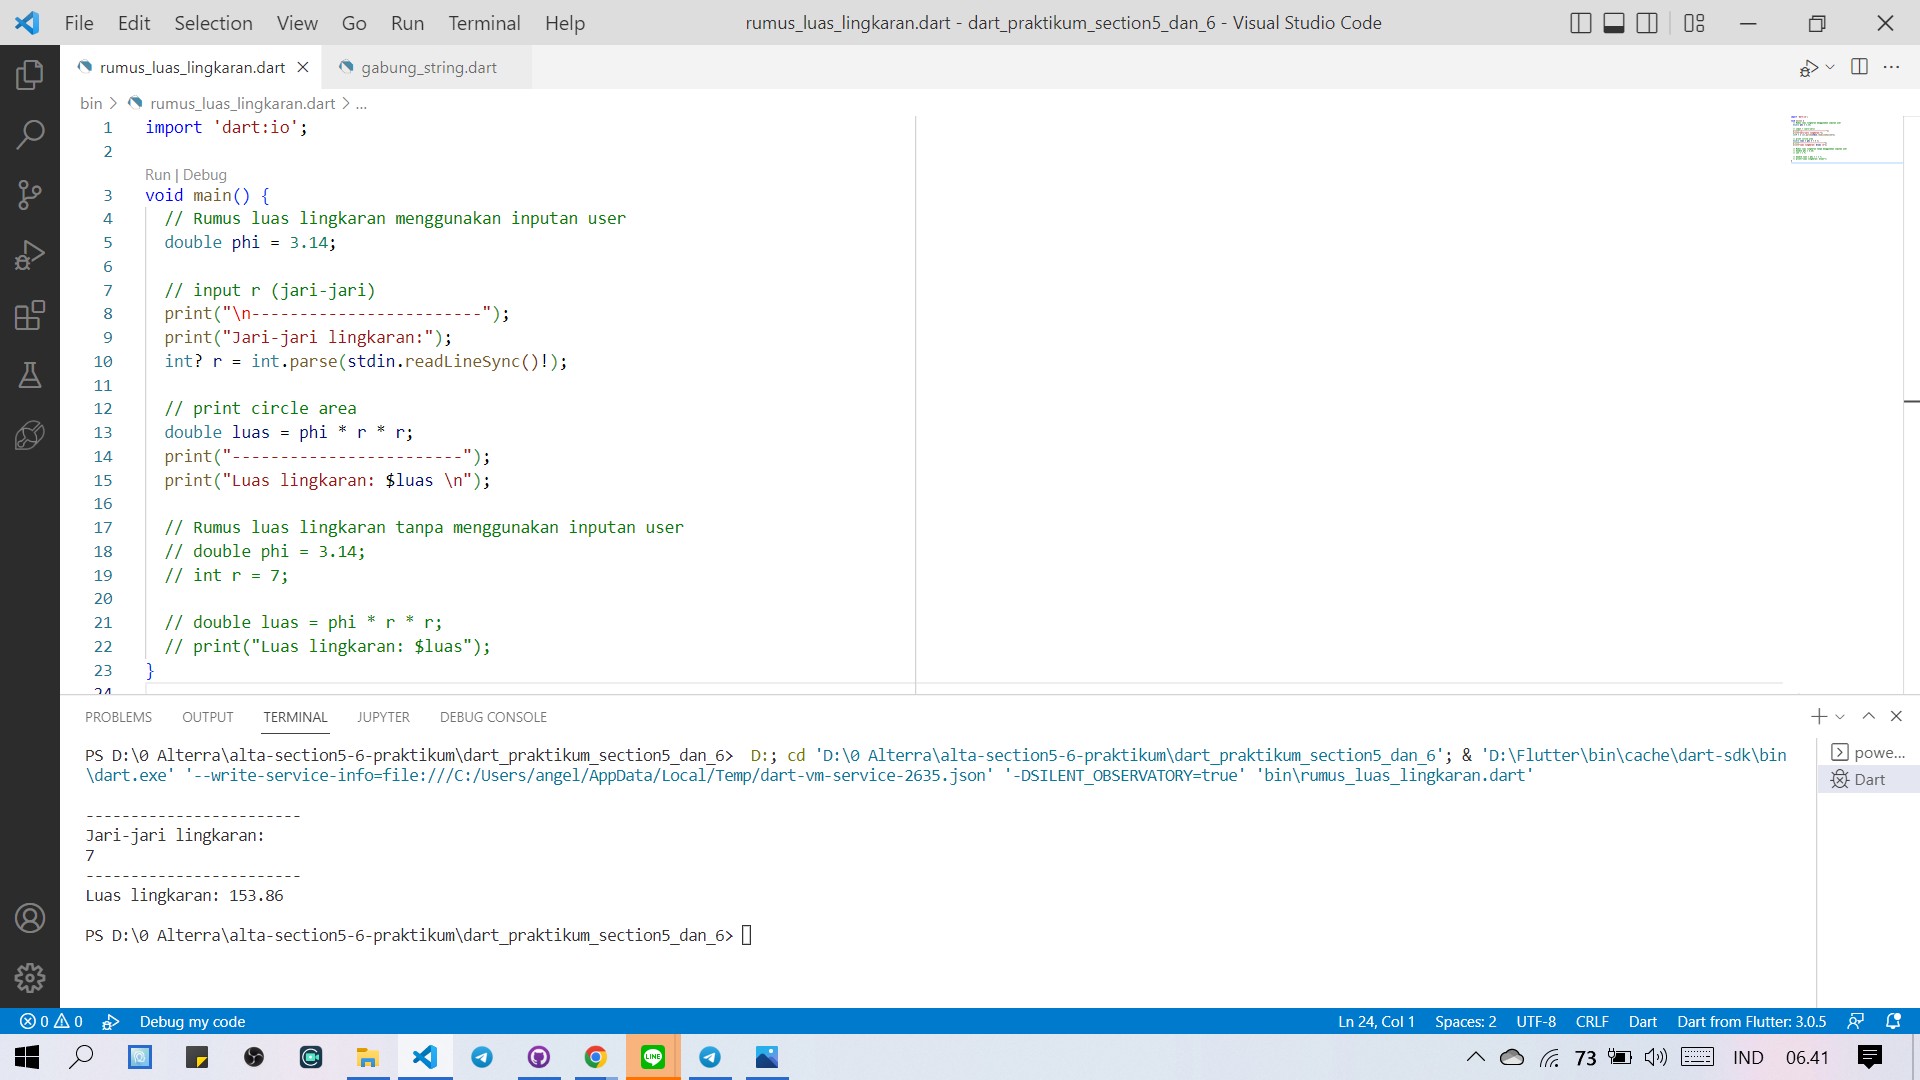 File Edit Selection View Go Run Terminal Help
rumus_luas_lingkaran.dart - dart_praktikum_section5_dan_6 - Visual Studio Code
rumus_luas_lingkaran.dart
gabung_string.dart
bin > rumus_luas_lingkaran.dart > ...
1 import 'dart:io';
2
Run | Debug
3 void main() {
4 // Rumus luas lingkaran menggunakan inputan user
5 double phi = 3.14;
6
7 // input r (jari-jari)
8 print("\n------------------------");
9 print("Jari-jari lingkaran:");
10 int? r = int.parse(stdin.readLineSync()!);
11
12 // print circle area
13 double luas = phi * r * r;
14 print("------------------------");
15 print("Luas lingkaran: $luas \n");
16
17 // Rumus luas lingkaran tanpa menggunakan inputan user
18 // double phi = 3.14;
19 // int r = 7;
20
21 // double luas = phi * r * r;
22 // print("Luas lingkaran: $luas");
23 }
24
PROBLEMS OUTPUT TERMINAL JUPYTER DEBUG CONSOLE
PS D:\0 Alterra\alta-section5-6-praktikum\dart_praktikum_section5_dan_6> D:; cd 'D:\0 Alterra\alta-section5-6-praktikum\dart_praktikum_section5_dan_6'; & 'D:\Flutter\bin\cache\dart-sdk\bin
\dart.exe' '--write-service-info=file:///C:/Users/angel/AppData/Local/Temp/dart-vm-service-2635.json' '-DSILENT_OBSERVATORY=true' 'bin\rumus_luas_lingkaran.dart'
------------------------
Jari-jari lingkaran:
7
------------------------
Luas lingkaran: 153.86
PS D:\0 Alterra\alta-section5-6-praktikum\dart_praktikum_section5_dan_6>
powe...
Dart
0 0 Debug my code
Ln 24, Col 1 Spaces: 2 UTF-8 CRLF Dart Dart from Flutter: 3.0.5
LINE
73 IND 06.41